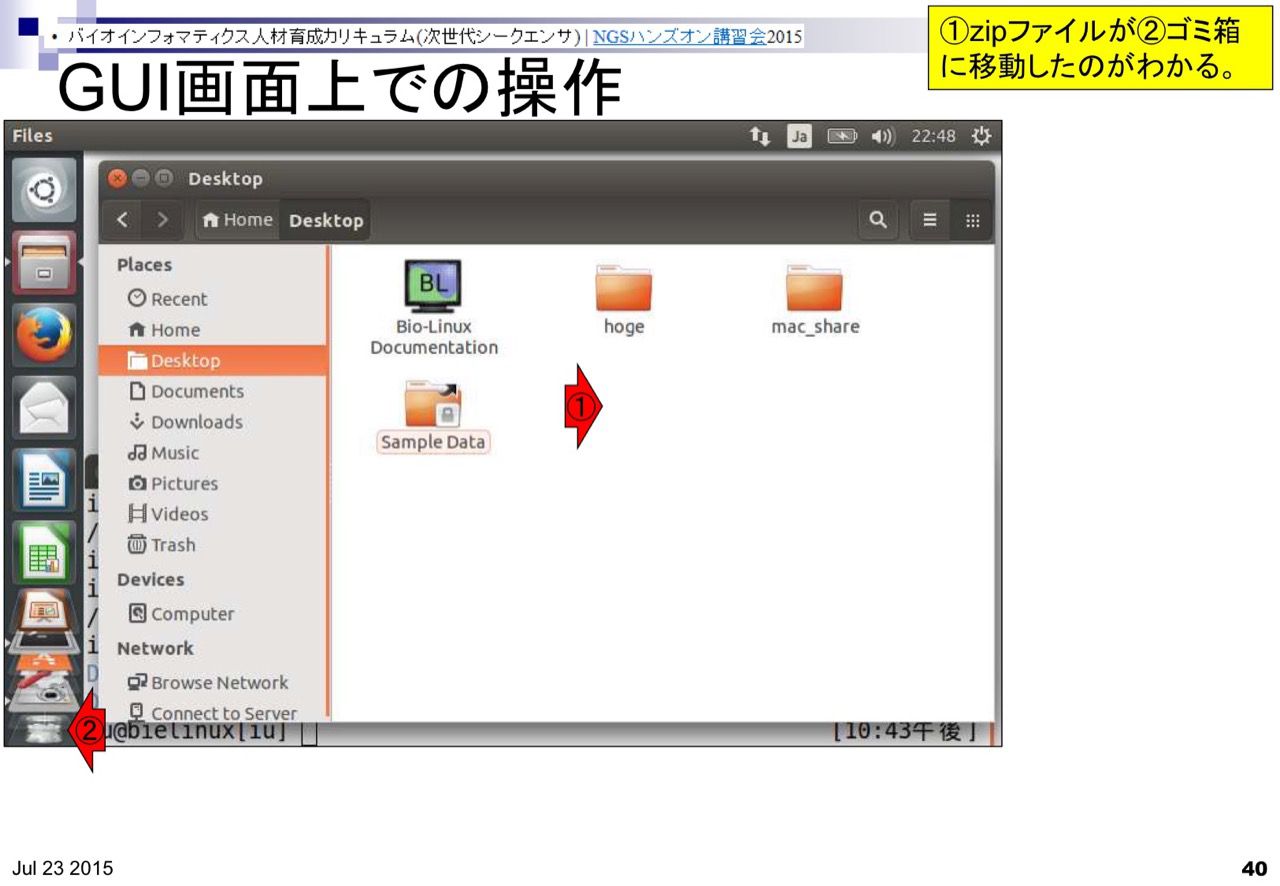 • バイオインフォマティクス人材育成カリキュラム(次世代シークエンサ) | NGSハンズオン講習会2015
①zipファイルが②ゴミ箱
に移動したのがわかる。
GUI画面上での操作
Files
Ja
22:48
Desktop
Home
Desktop
Places
Recent
Home
Desktop
Documents
Downloads
Music
Pictures
Videos
Trash
Devices
Computer
Network
Browse Network
Connect to Server
BL
Bio-Linux
Documentation
hoge
mac_share
Sample Data
①
②
u@bielinux[iu]
[10:43午後]
Jul 23 2015
40